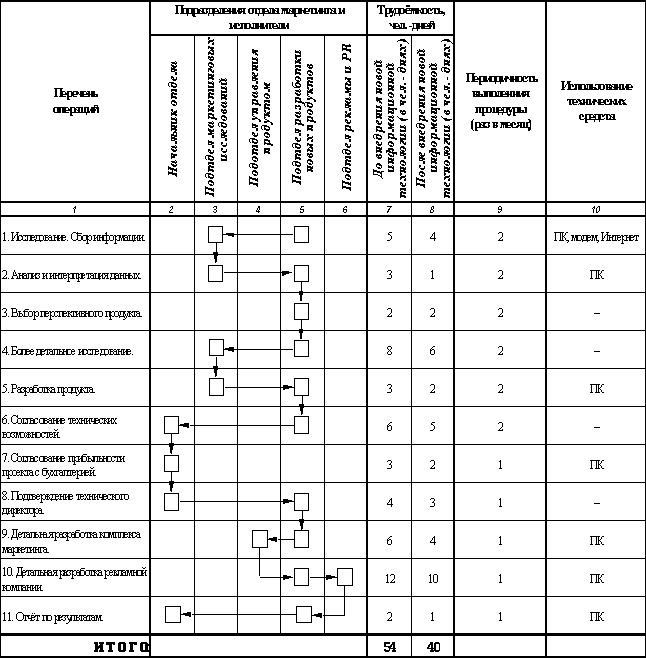 Подразделения отдела маркетинга и
исполнители
Трудоёмкость,
чел. -дней
Перечень
операций
Начальник отдела
Подтдел маркетинговых
исследований
Подотдел управления
продуктом
Подтдел разработки
новых продуктов
Подтдел рекламы и PR
До внедрения новой
информационной
технологии (в чел. - днях)
После внедрения новой
информационной
технологии (в чел. - днях)
Периодичность
выполнения
процедуры
(раз в месяц)
Использование
технических
средств
1 2 3 4 5 6 7 8 9 10
1. Исследование. Сбор информации. 5 4 2 ПК, модем, Интернет
2. Анализ и интерпретация данных. 3 1 2 ПК
3. Выбор перспективного продукта. 2 2 2 –
4. Более детальное исследование. 8 6 2 –
5. Разработка продукта. 3 2 2 ПК
6. Согласование технических
возможностей. 6 5 2 –
7. Согласование прибыльности
проекта с бухгалтерией. 3 2 1 ПК
8. Подтверждение технического
директора. 4 3 1 –
9. Детальная разработка комплекса
маркетинга. 6 4 1 ПК
10. Детальная разработка рекламной
компании. 12 10 1 ПК
11. Отчёт по результатам. 2 1 1 ПК
ИТОГО: 54 40